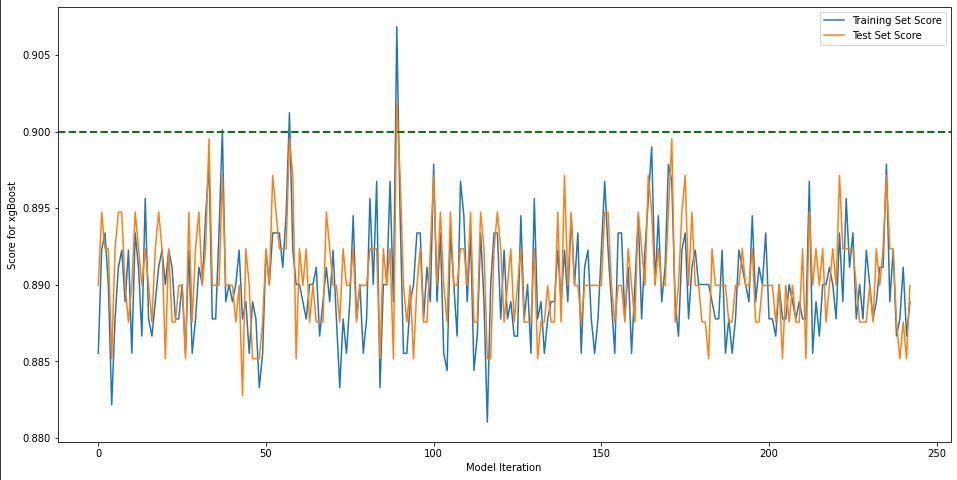 Training Set Score
Test Set Score
0.905
0.900
0.895
0.890
0.885
0.880
Score for xgBoost
0 50 100 150 200 250
Model Iteration